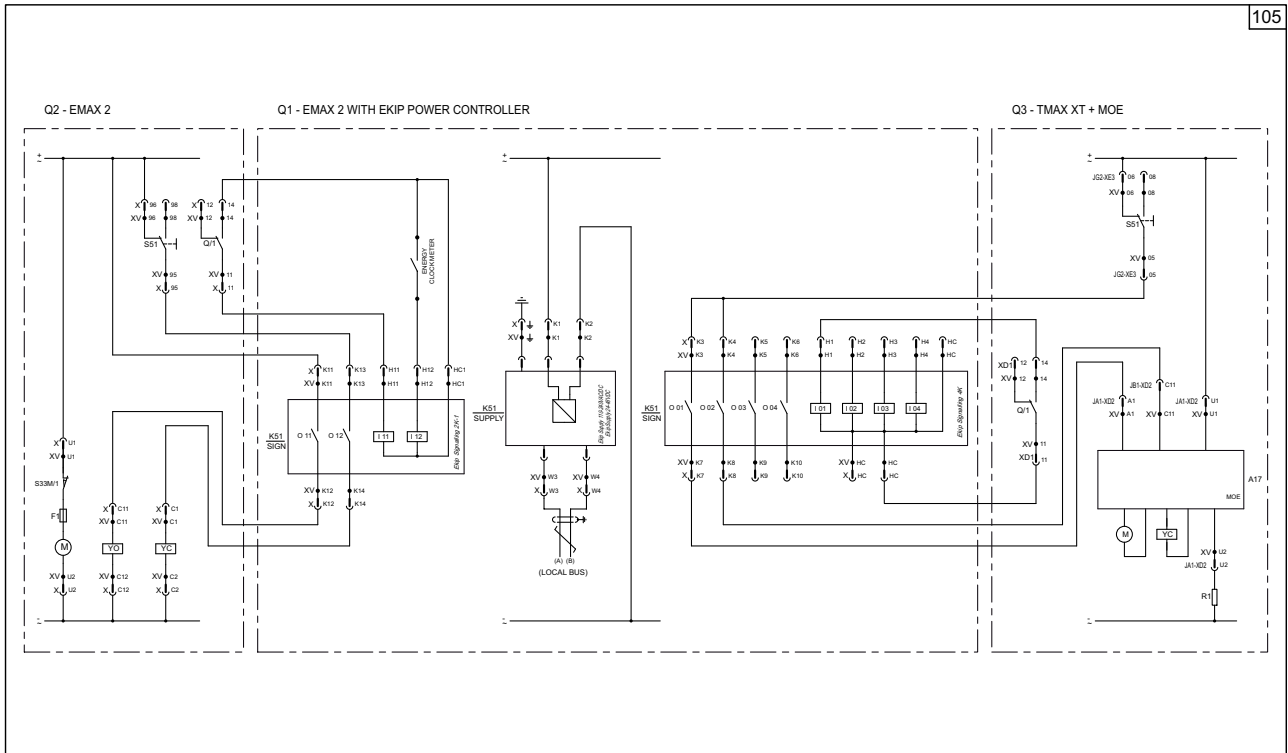 105
Q2 - EMAX 2
Q1 - EMAX 2 WITH EKIP POWER CONTROLLER
Q3 - TMAX XT + MOE
+
~
+
~
+
~
JG2-XE3 06 08
XV 06 08
S51
XV 05
JG2-XE3 05
X 96 98 X 12 14
XV 96 98 XV 12 14
S51 Q/1
XV 95 XV 11
X 95 X 11
ENERGY
CLOCKMETER
X K1 K2
XV K1 K2
X K3 K4 K5 K6 H1 H2 H3 H4 HC
XV K3 K4 K5 K6 H1 H2 H3 H4 HC
XD1 12 14
XV 12 14
Q/1
XV 11
XD1 11
JB1-XD2 C11
JA1-XD2 A1 JA1-XD2 U1
XV A1 XV C11 XV U1
X K11 K13 H11 H12 HC1
XV K11 K13 H11 H12 HC1
K51
SIGN
O 11 O 12 I 11 I 12
Ekip Signalling 2K-1
K51
SUPPLY
Ekip Supply 110-240VAC/DC
Ekip Supply 24-48VDC
K51
SIGN
O 01 O 02 O 03 O 04 I 01 I 02 I 03 I 04
Ekip Signalling 4K
A17
MOE
XV K12 K14
X K12 K14
XV W3 XV W4
X W3 X W4
(A) (B)
(LOCAL BUS)
XV K7 K8 K9 K10 XV HC HC
X K7 K8 K9 K10 X HC HC
X U1
XV U1
S33M/1
F1
M
XV U2
X U2
X C11 X C1
XV C11 XV C1
YO YC
XV C12 XV C2
X C12 X C2
M YC
XV U2
JA1-XD2 U2
R1
-
~
-
~
-
~